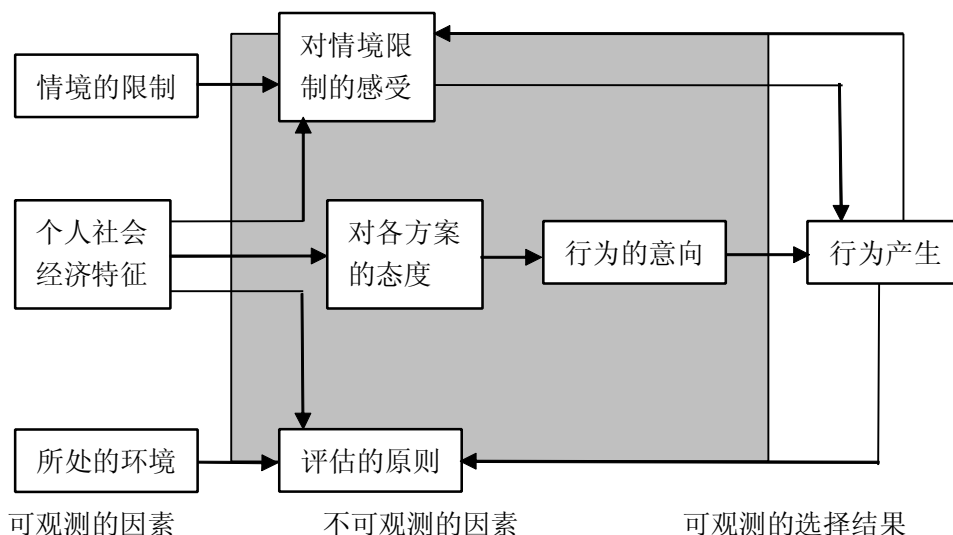 对情境限
制的感受
情境的限制
个人社会
经济特征
对各方案
的态度
行为的意向
行为产生
所处的环境
评估的原则
可观测的因素
不可观测的因素
可观测的选择结果